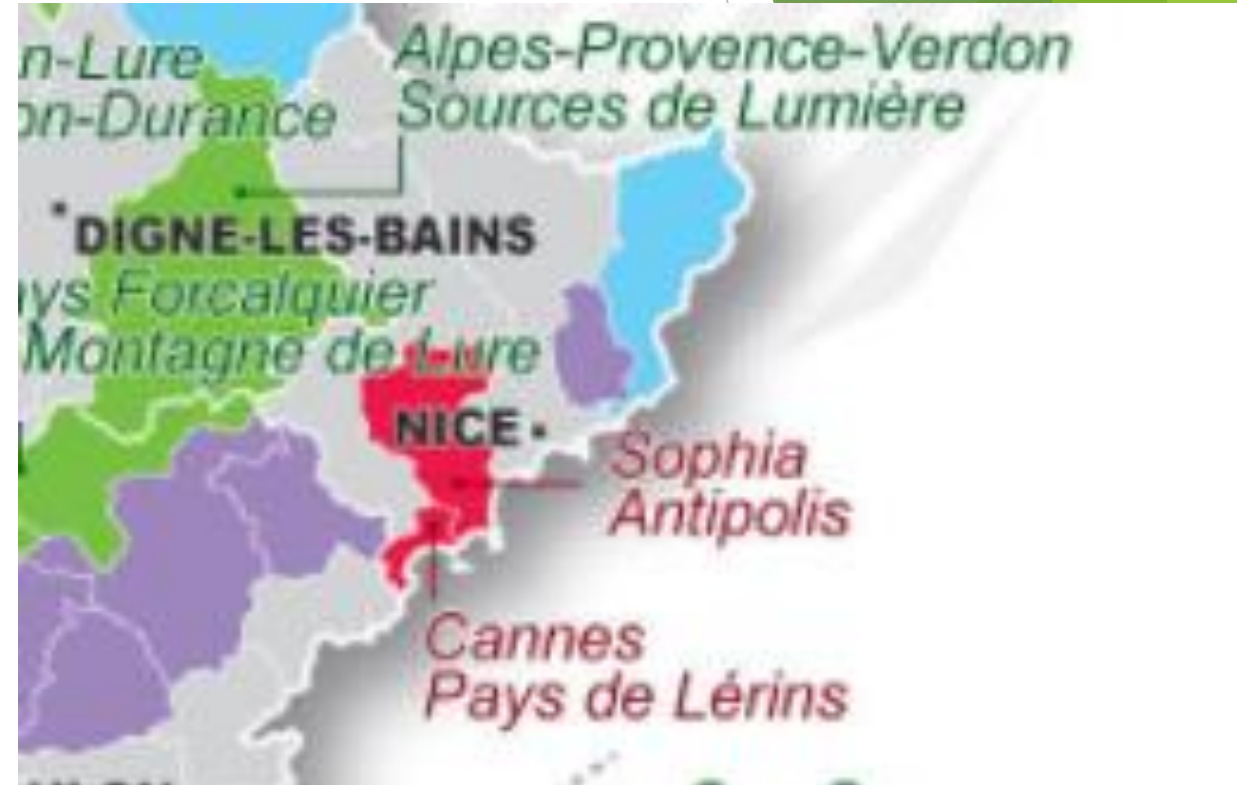 Alpes-Provence-Verdon
Sources de Lumière
n-Lure
on-Durance
DIGNE-LES-BAINS
ays Forcalquier
Montagne de Lure
NICE
Sophia
Antipolis
Cannes
Pays de Lérins